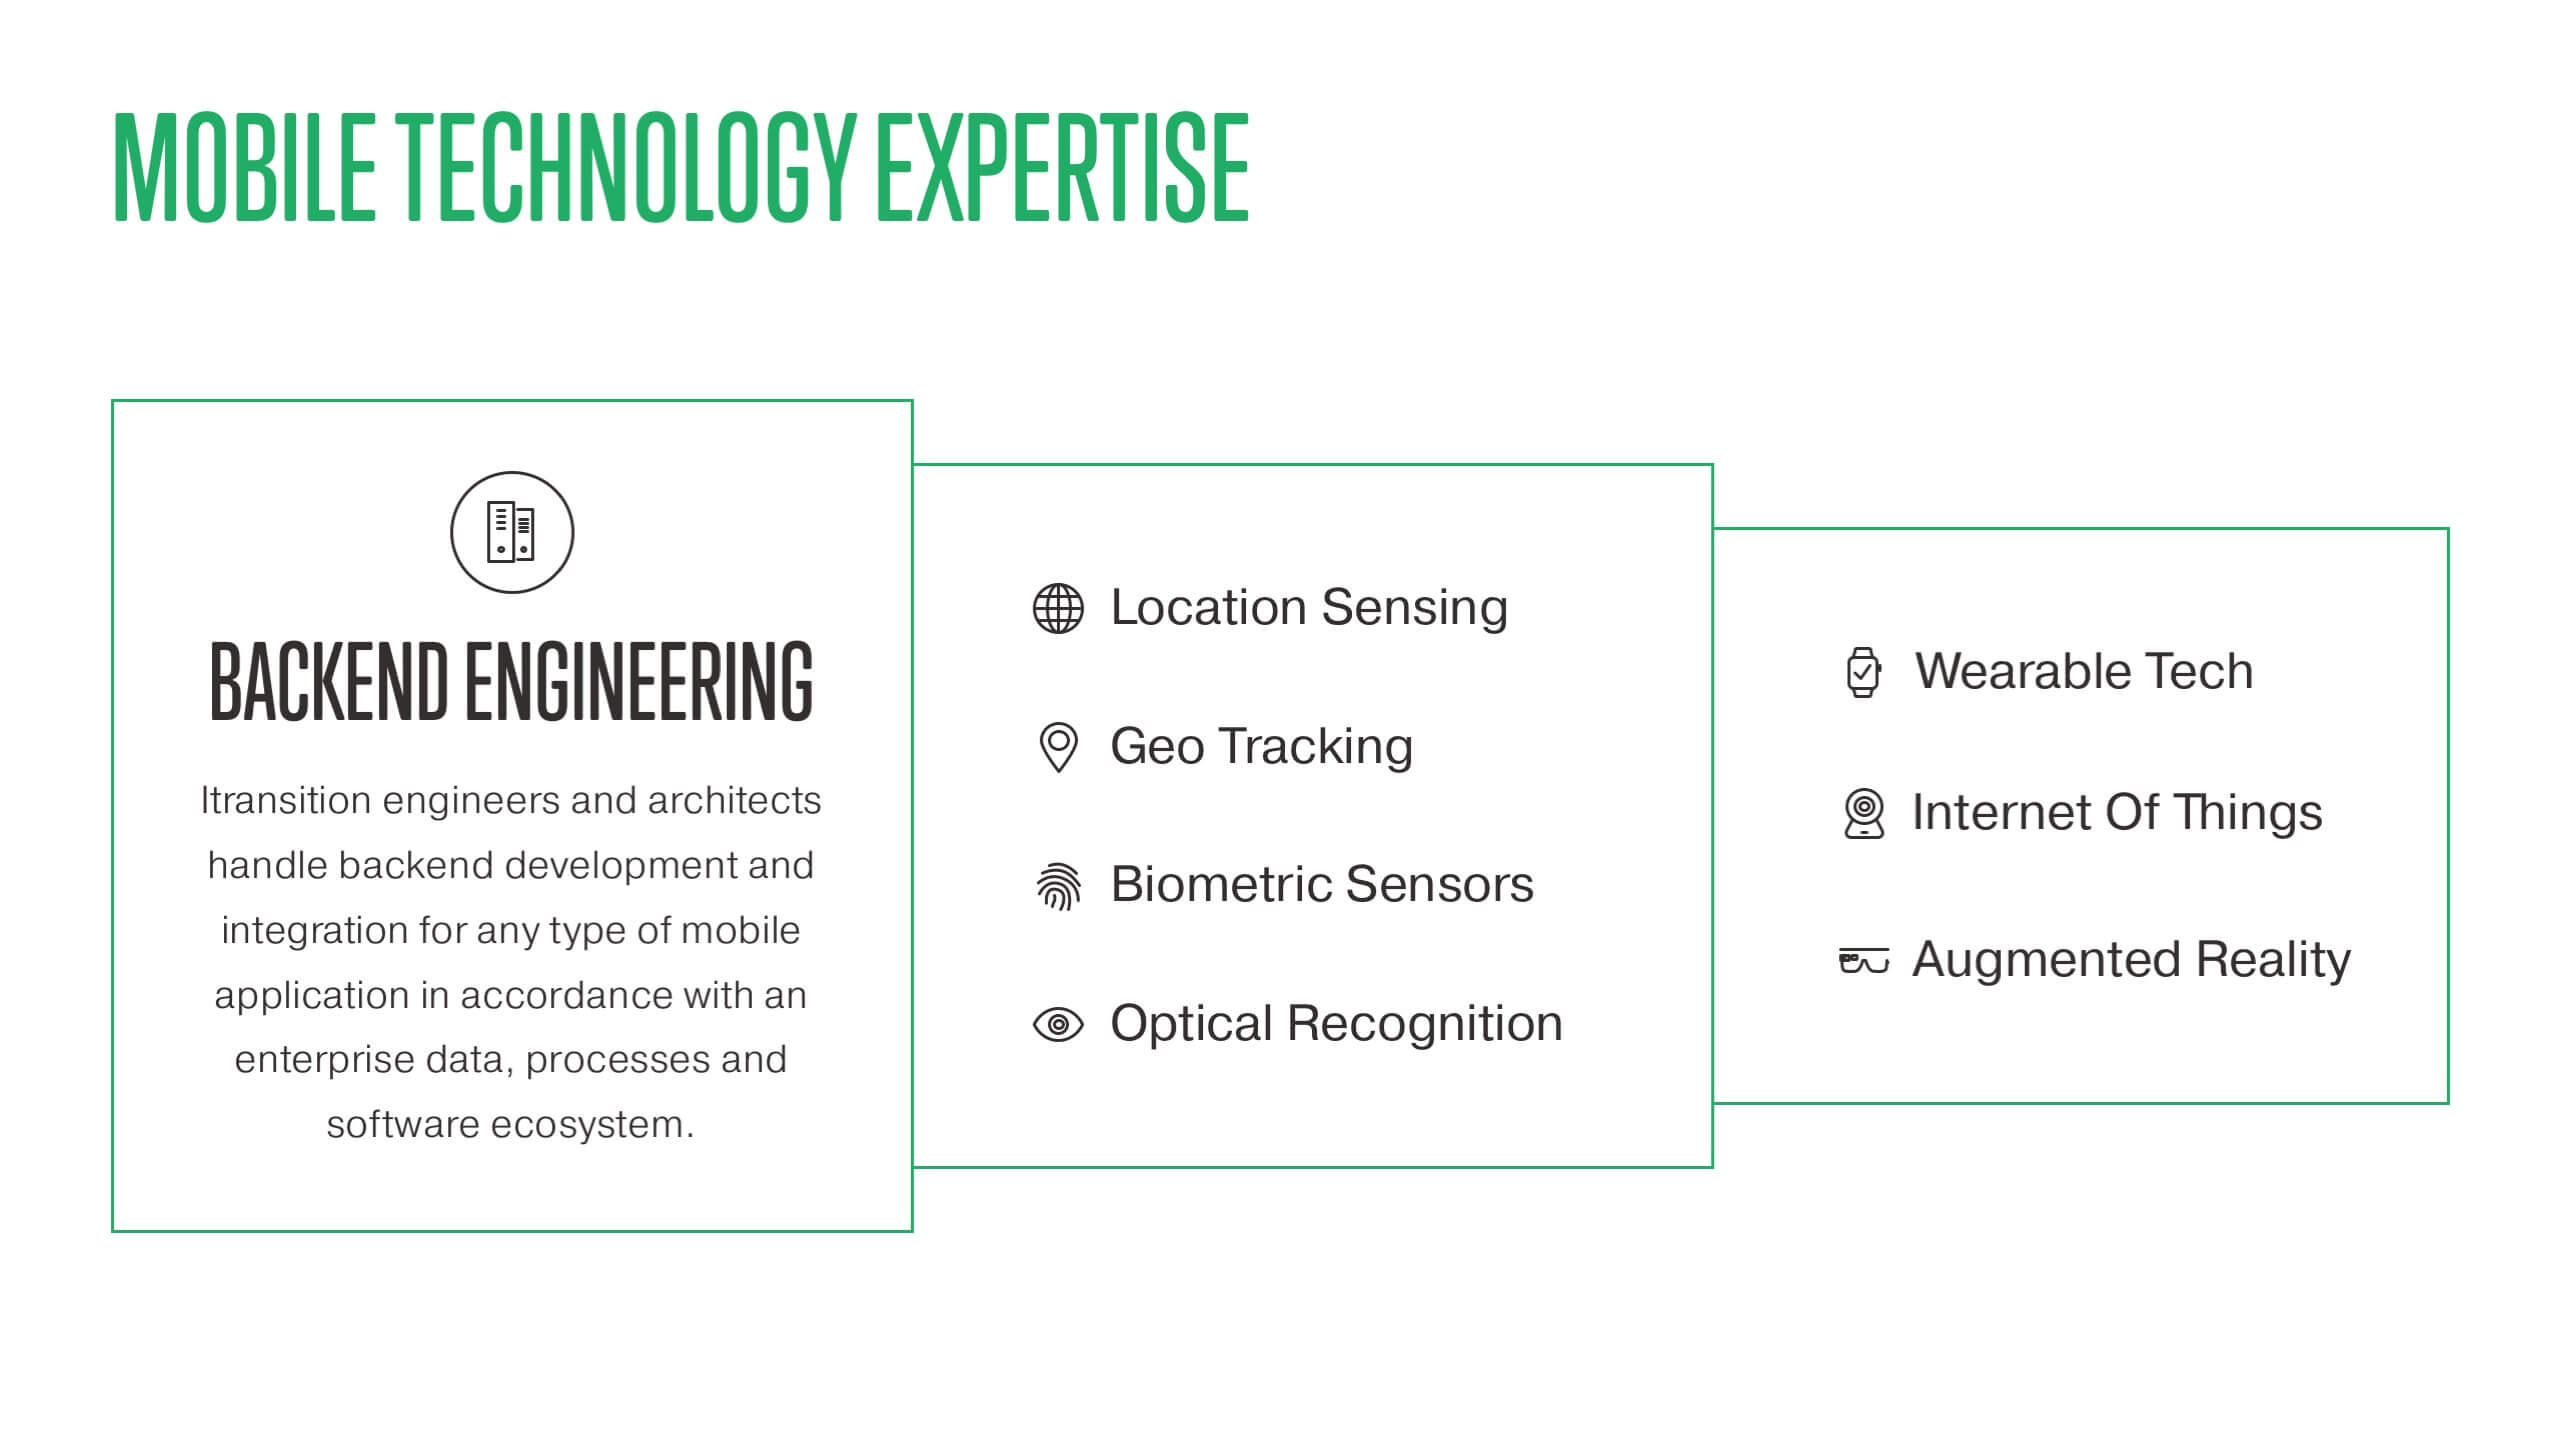 MOBILE TECHNOLOGY EXPERTISE
BACKEND ENGINEERING
Itransition engineers and architects
handle backend development and
integration for any type of mobile
application in accordance with an
enterprise data, processes and
software ecosystem.
Location Sensing
Geo Tracking
Biometric Sensors
Optical Recognition
Wearable Tech
Internet Of Things
Augmented Reality